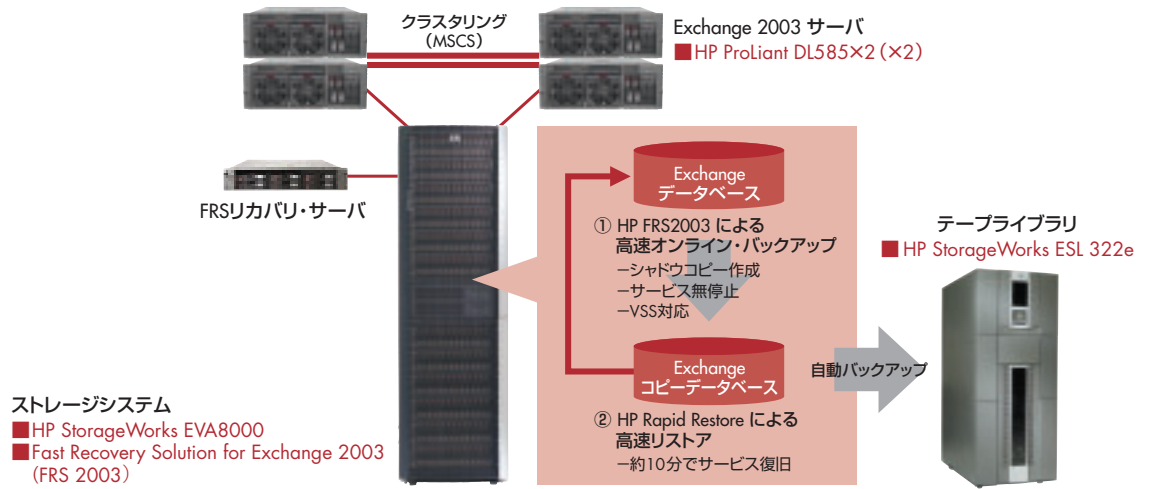 クラスタリング
（MSCS）
Exchange 2003 サーバ
■HP ProLiant DL585×2（×2）
FRSリカバリ・サーバ
Exchange
データベース
① HP FRS2003 による
高速オンライン・バックアップ
－シャドウコピー作成
－サービス無停止
－VSS対応
Exchange
コピーデータベース
② HP Rapid Restore による
高速リストア
－約10分でサービス復旧
自動バックアップ
テープライブラリ
■HP StorageWorks ESL 322e
ストレージシステム
■HP StorageWorks EVA8000
■Fast Recovery Solution for Exchange 2003
（FRS 2003）